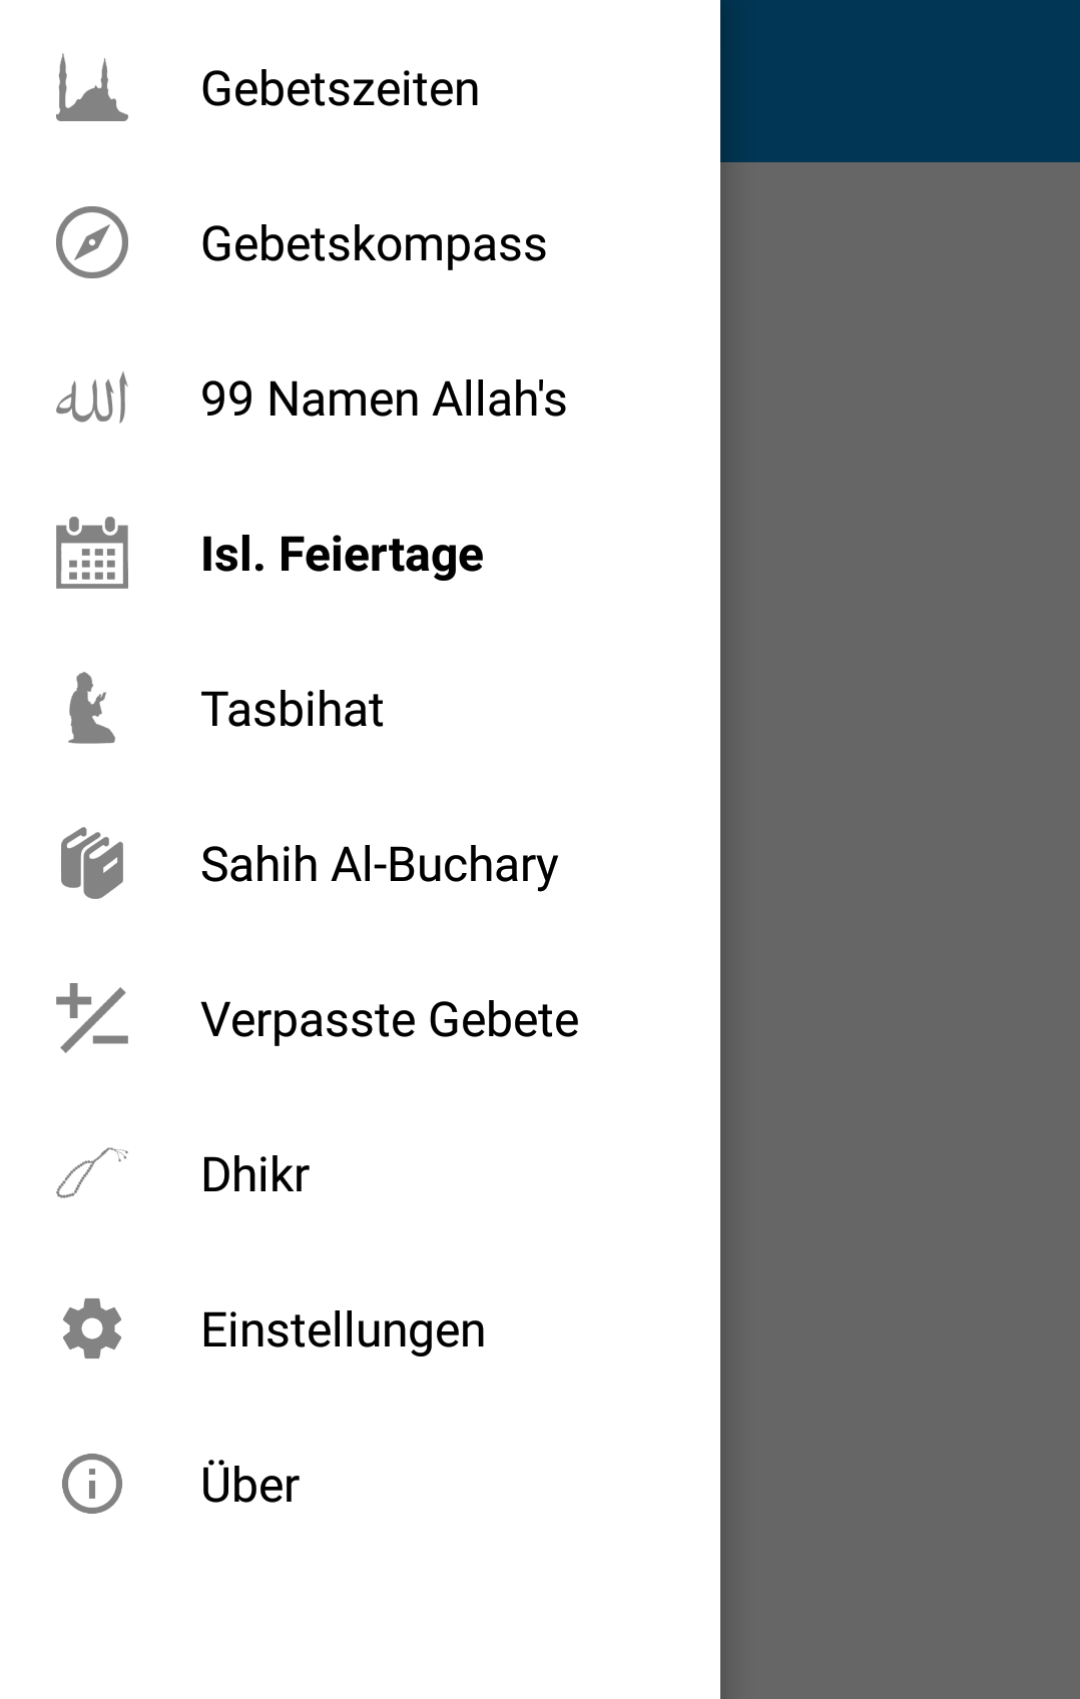 Gebetszeiten
Gebetskompass
الله
99 Namen Allah's
Isl. Feiertage
Tasbihat
Sahih Al-Buchary
Verpasste Gebete
Dhikr
Einstellungen
Über